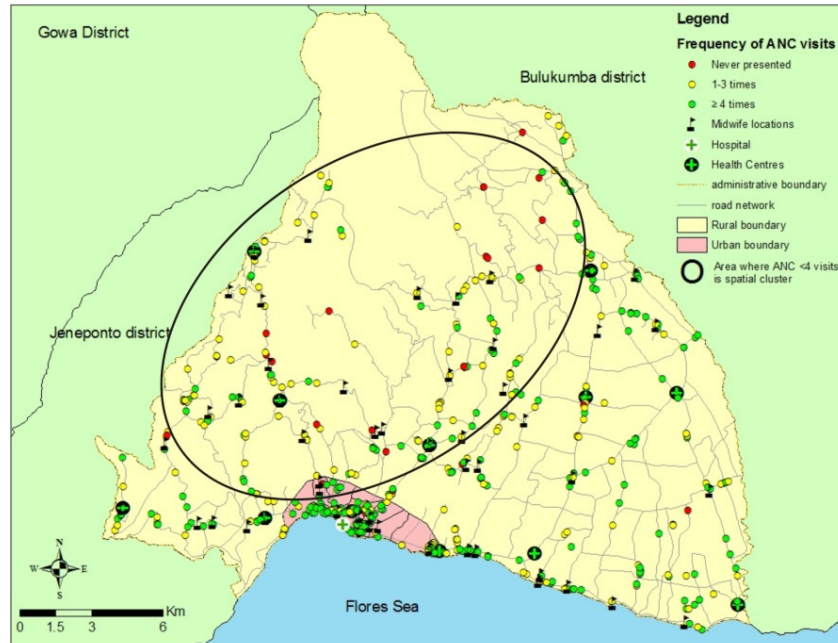 Gowa District
Bulukumba district
Jeneponto district
Flores Sea
Legend
Frequency of ANC visits
Never presented
1-3 times
≥ 4 times
Midwife locations
Hospital
Health Centres
administrative boundary
road network
Rural boundary
Urban boundary
Area where ANC <4 visits
is spatial cluster
N
W E
S
Km
0 1.5 3 6